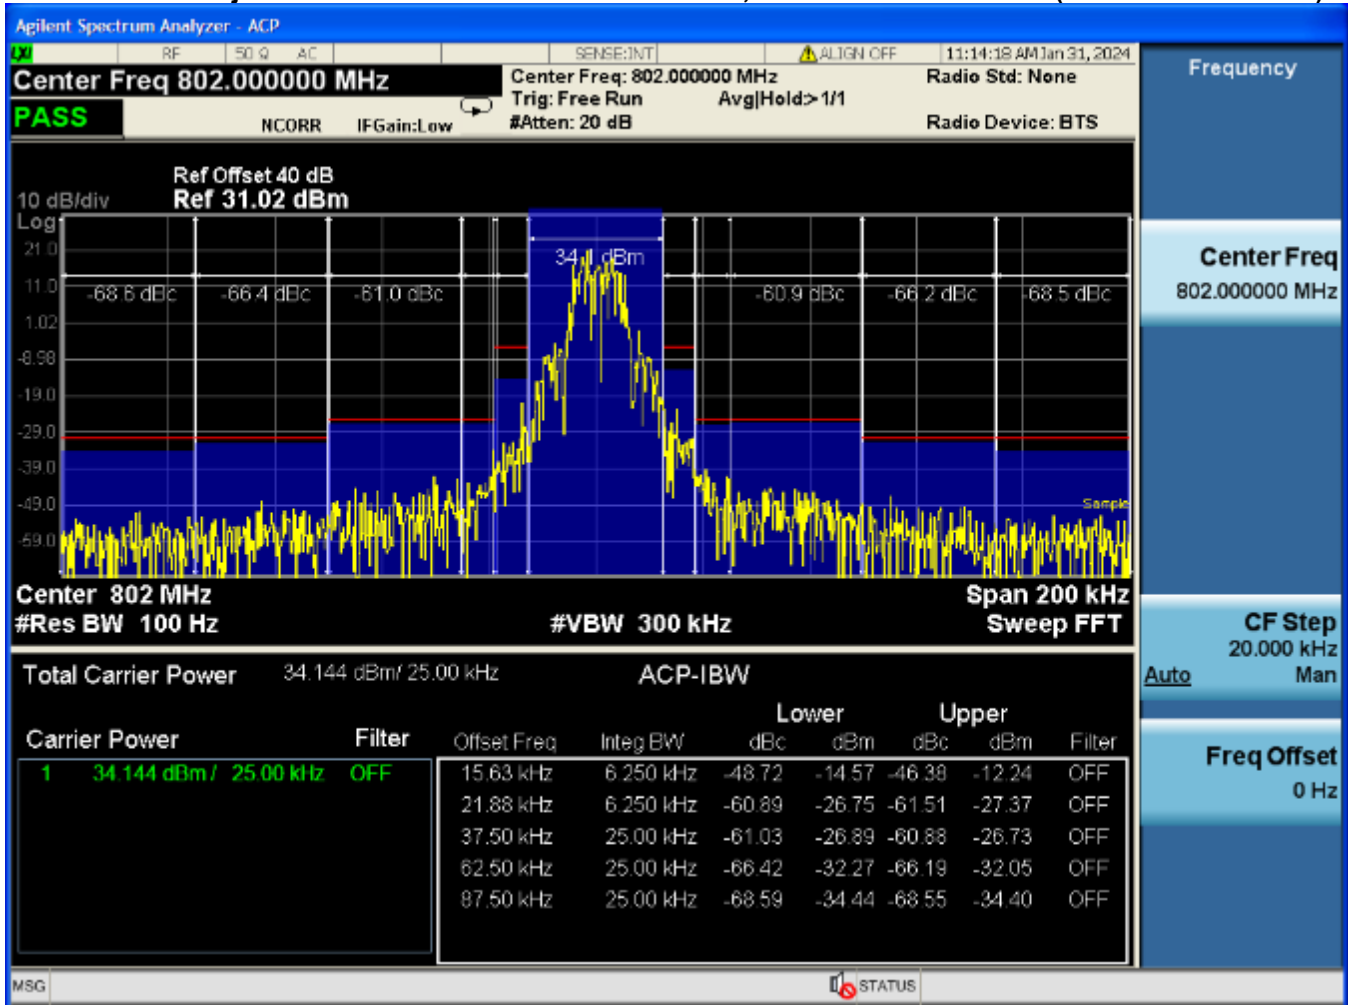 Agilent Spectrum Analyzer - ACP
LXI RF 50 Ω AC SENSE:INT ALIGN OFF 11:14:18 AM Jan 31, 2024
Center Freq 802.000000 MHz
Center Freq: 802.000000 MHz Radio Std: None
Trig: Free Run Avg|Hold:>1/1
PASS NCORR IFGain:Low #Atten: 20 dB Radio Device: BTS
Ref Offset 40 dB
10 dB/div Ref 31.02 dBm
Log
21.0
34.1 dBm
11.0
-68.6 dBc -66.4 dBc -61.0 dBc -60.9 dBc -66.2 dBc -68.5 dBc
1.02
-8.98
-19.0
-29.0
-39.0
-49.0
Sample
-59.0
Center 802 MHz Span 200 kHz
#Res BW 100 Hz #VBW 300 kHz Sweep FFT
Total Carrier Power 34.144 dBm/ 25.00 kHz ACP-IBW
Lower Upper
Carrier Power Filter Offset Freq Integ BW dBc dBm dBc dBm Filter
1 34.144 dBm / 25.00 kHz OFF 15.63 kHz 6.250 kHz -48.72 -14.57 -46.38 -12.24 OFF
21.88 kHz 6.250 kHz -60.89 -26.75 -61.51 -27.37 OFF
37.50 kHz 25.00 kHz -61.03 -26.89 -60.88 -26.73 OFF
62.50 kHz 25.00 kHz -66.42 -32.27 -66.19 -32.05 OFF
87.50 kHz 25.00 kHz -68.59 -34.44 -68.55 -34.40 OFF
MSG STATUS
Frequency
Center Freq
802.000000 MHz
CF Step
20.000 kHz
Auto Man
Freq Offset
0 Hz